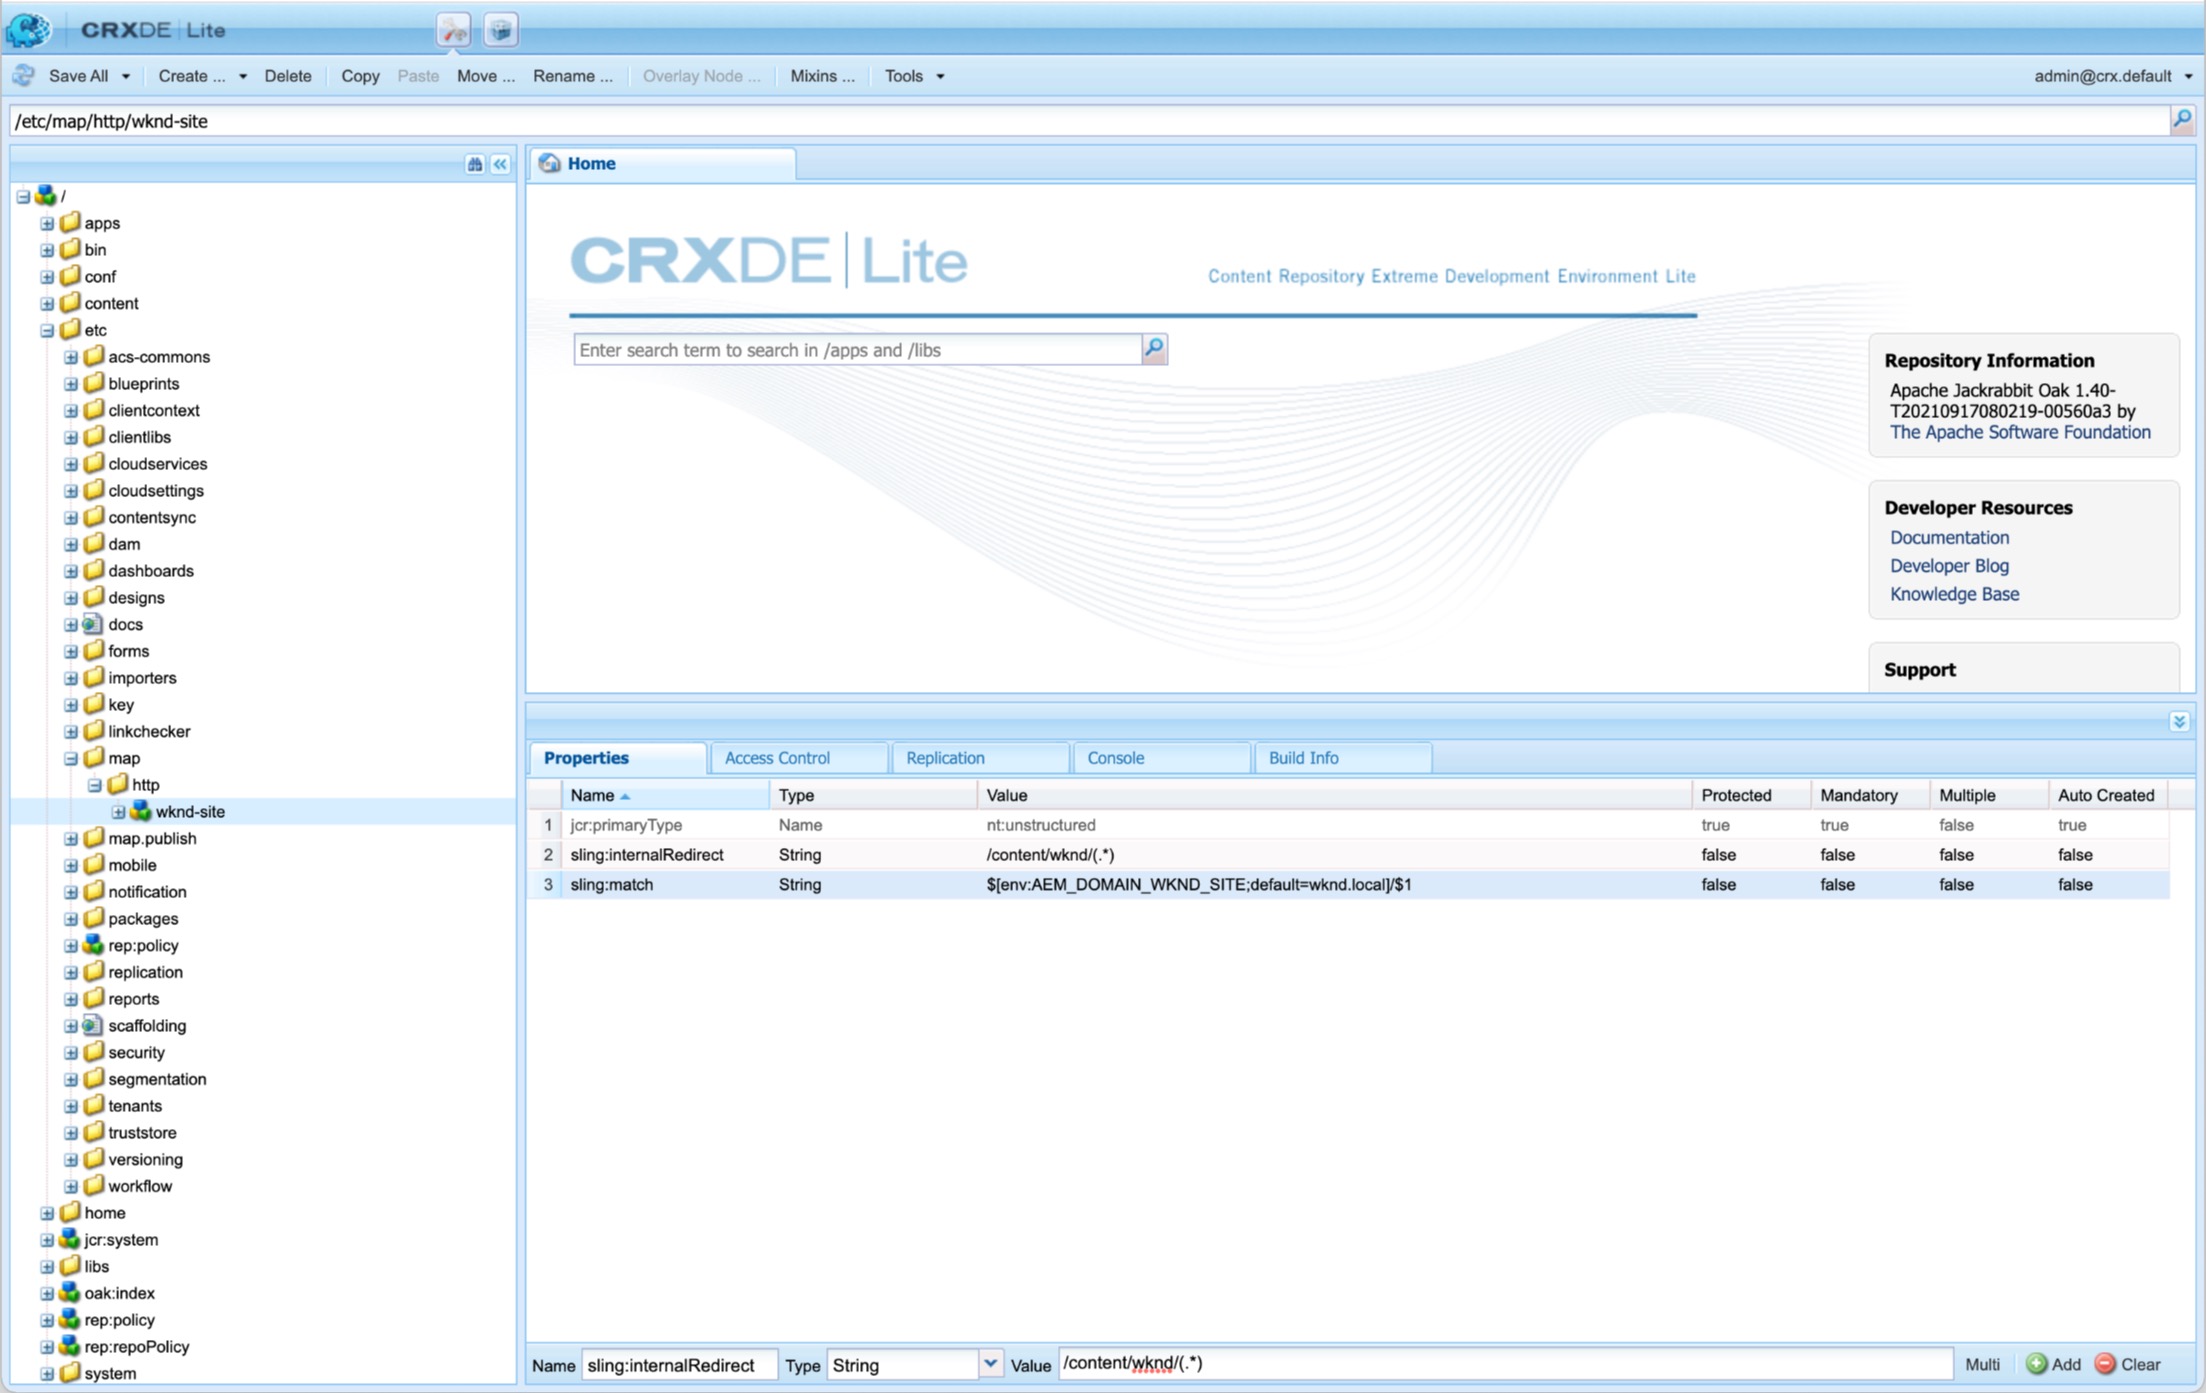 CRXDE | Lite
Save All Create ... Delete Copy Paste Move ... Rename ... Overlay Node ... Mixins ... Tools admin@crx.default
/etc/map/http/wknd-site
/
apps
bin
conf
content
etc
acs-commons
blueprints
clientcontext
clientlibs
cloudservices
cloudsettings
contentsync
dam
dashboards
designs
docs
forms
importers
key
linkchecker
map
http
wknd-site
map.publish
mobile
notification
packages
rep:policy
replication
reports
scaffolding
security
segmentation
tenants
truststore
versioning
workflow
home
jcr:system
libs
oak:index
rep:policy
rep:repoPolicy
system
Home
CRXDE | Lite
Content Repository Extreme Development Environment Lite
Enter search term to search in /apps and /libs
Repository Information
Apache Jackrabbit Oak 1.40-
T20210917080219-00560a3 by
The Apache Software Foundation
Developer Resources
Documentation
Developer Blog
Knowledge Base
Support
Properties Access Control Replication Console Build Info
Name Type Value Protected Mandatory Multiple Auto Created
1 jcr:primaryType Name nt:unstructured true true false true
2 sling:internalRedirect String /content/wknd/(.*) false false false false
3 sling:match String $[env:AEM_DOMAIN_WKND_SITE;default=wknd.local]/$1 false false false false
Name sling:internalRedirect Type String Value /content/wknd/(.*) Multi Add Clear